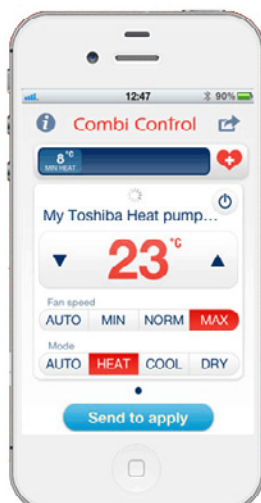 12:47 90%
Combi Control
8°C
MIN HEAT
My Toshiba Heat pump...
23°C
Fan speed
AUTO MIN NORM MAX
Mode
AUTO HEAT COOL DRY
Send to apply